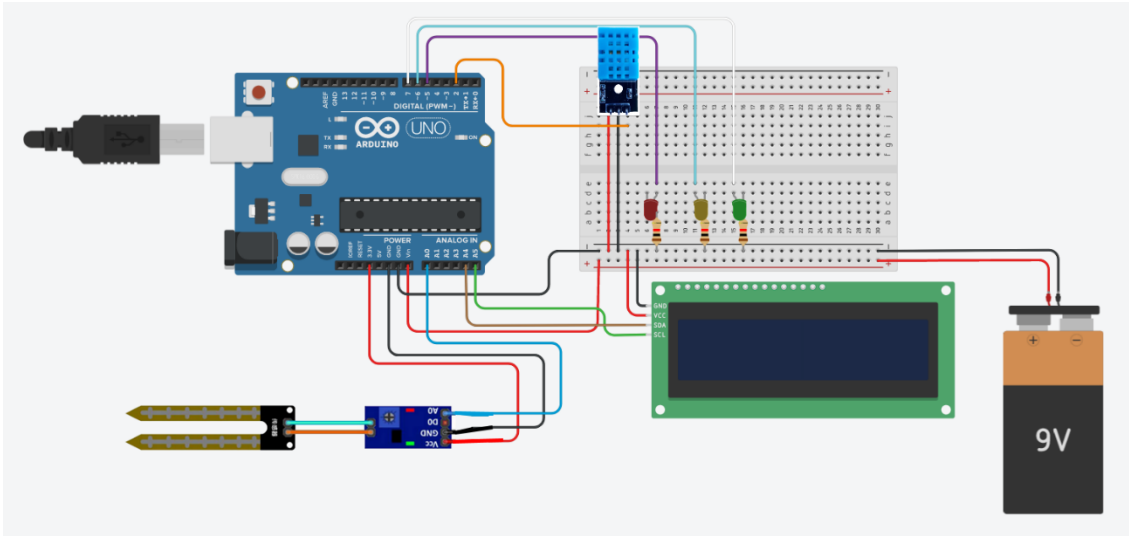 7
~6
~5
4
~3
2
TX→1
RX←0
AREF
GND
13
12
~11
~10
~9
8
DIGITAL (PWM~)
L
TX
RX
UNO
ARDUINO
ON
POWER
ANALOG IN
IOREF
RESET
3.3V
5V
GND
GND
Vin
A0
A1
A2
A3
A4
A5
GND
VCC
SDA
SCL
A0
D0
GND
Vcc
9V